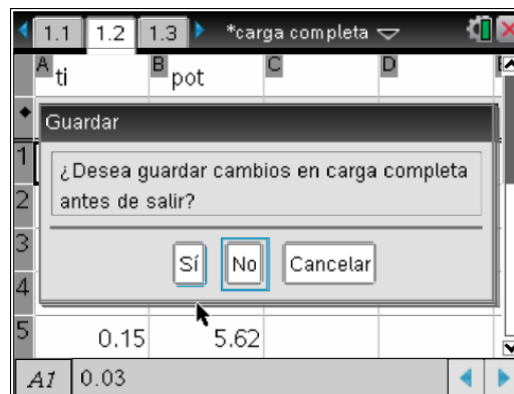 1.1 1.2 1.3 *carga completa
A ti B pot C D
Guardar
1
¿Desea guardar cambios en carga completa
2
antes de salir?
3
Sí No Cancelar
4
5 0.15 5.62
A1 0.03